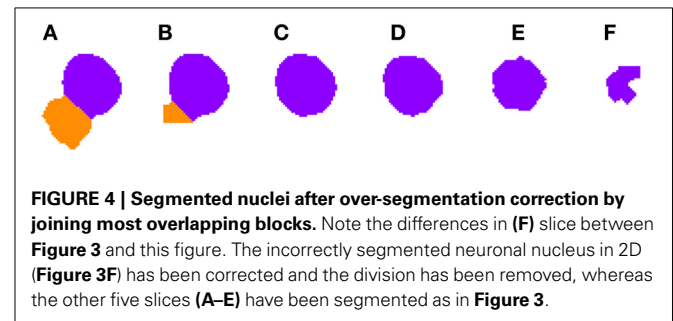 A B C D E F
FIGURE 4 | Segmented nuclei after over-segmentation correction by
joining most overlapping blocks. Note the differences in (F) slice between
Figure 3 and this figure. The incorrectly segmented neuronal nucleus in 2D
(Figure 3F) has been corrected and the division has been removed, whereas
the other five slices (A–E) have been segmented as in Figure 3.